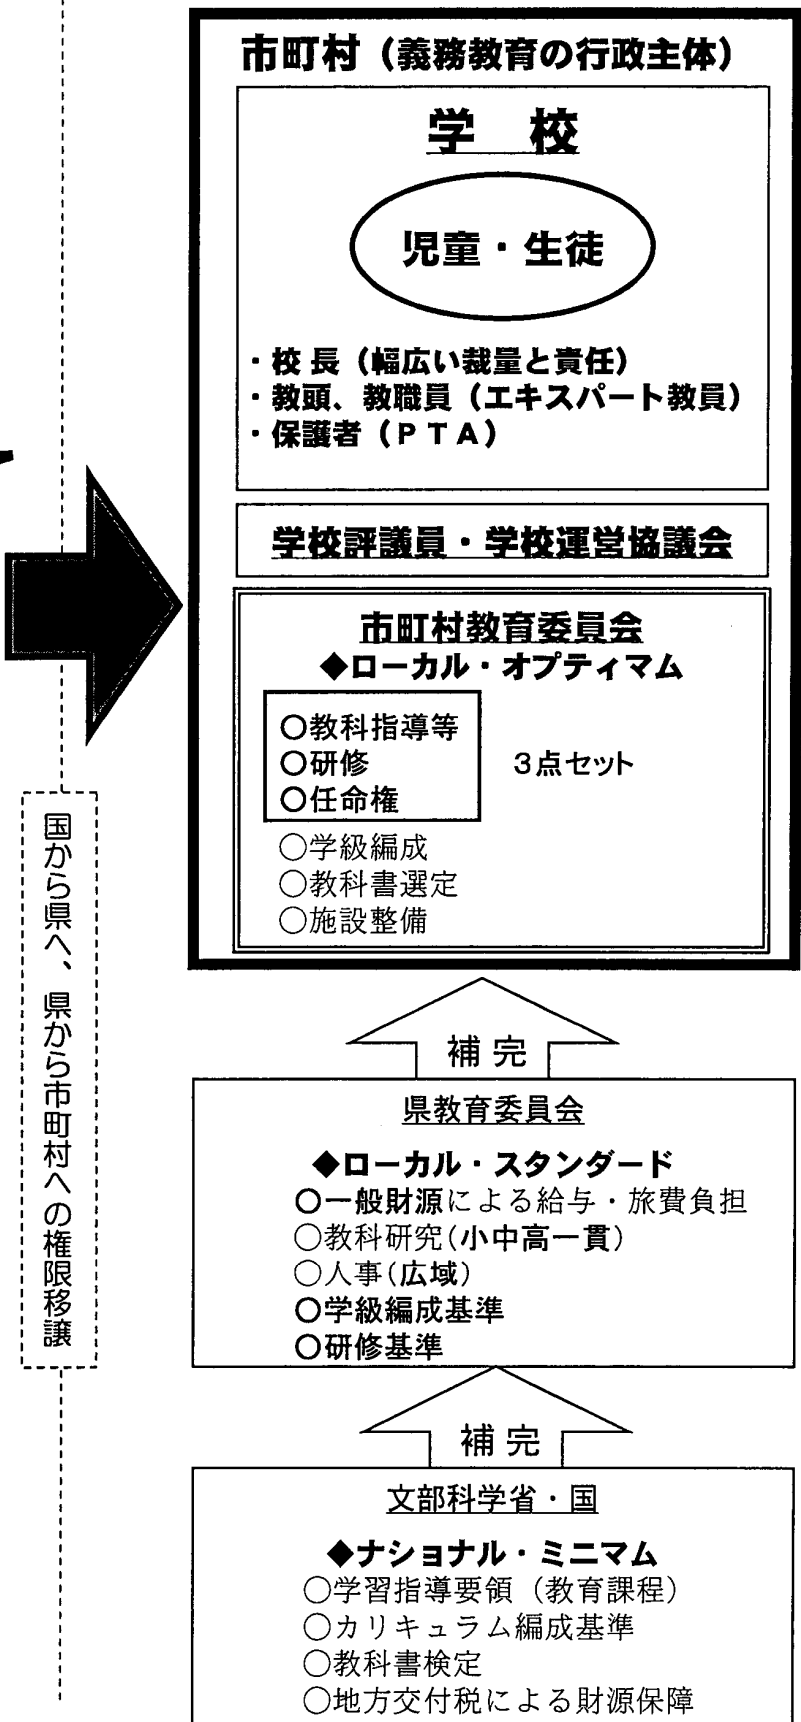 市町村（義務教育の行政主体）
学　校
児童・生徒
・校 長（幅広い裁量と責任）
・教頭、教職員（エキスパート教員）
・保護者（ＰＴＡ）
学校評議員・学校運営協議会
市町村教育委員会
◆ローカル・オプティマム
○教科指導等
○研修
○任命権
３点セット
○学級編成
○教科書選定
○施設整備
国から県へ、県から市町村への権限移譲
補 完
県教育委員会
◆ローカル・スタンダード
○一般財源による給与・旅費負担
○教科研究(小中高一貫)
○人事(広域)
○学級編成基準
○研修基準
補 完
文部科学省・国
◆ナショナル・ミニマム
○学習指導要領（教育課程）
○カリキュラム編成基準
○教科書検定
○地方交付税による財源保障